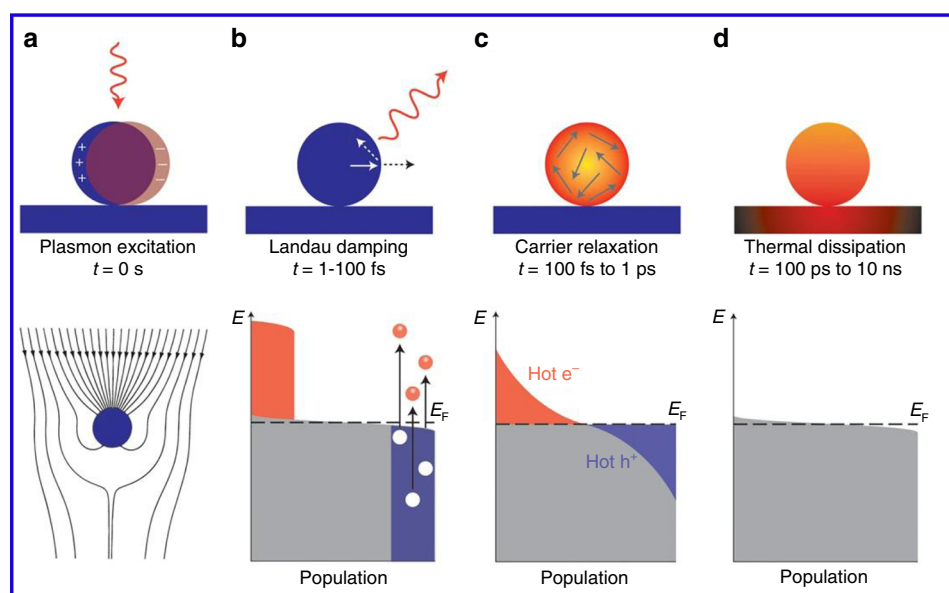 a
b
c
d
+
+
+
−
−
−
Plasmon excitation
t = 0 s
Landau damping
t = 1-100 fs
Carrier relaxation
t = 100 fs to 1 ps
Thermal dissipation
t = 100 ps to 10 ns
E
E_F
Population
E
Hot e⁻
E_F
Hot h⁺
Population
E
E_F
Population